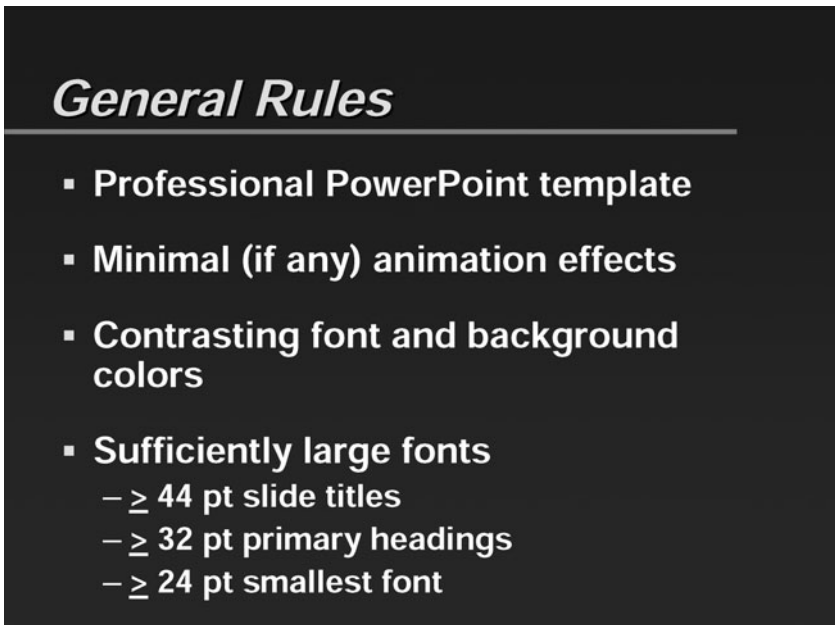 General Rules
▪ Professional PowerPoint template
▪ Minimal (if any) animation effects
▪ Contrasting font and background
colors
▪ Sufficiently large fonts
– ≥ 44 pt slide titles
– ≥ 32 pt primary headings
– ≥ 24 pt smallest font